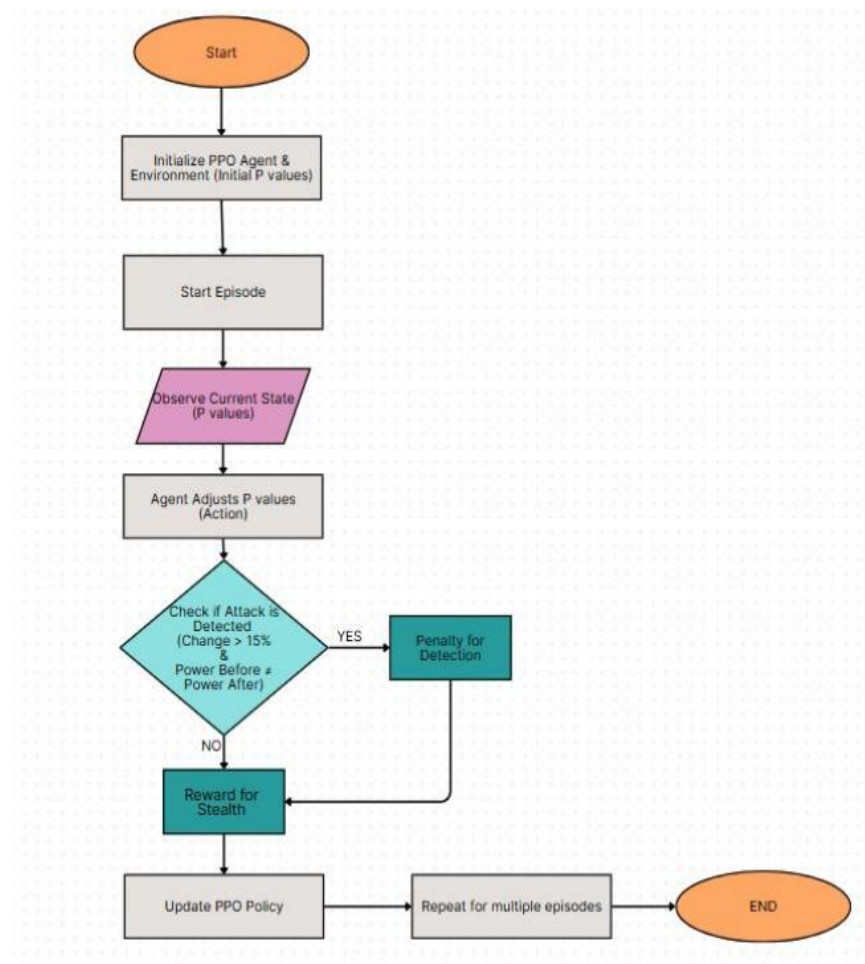 Start
Initialize PPO Agent &
Environment (Initial P values)
Start Episode
Observe Current State
(P values)
Agent Adjusts P values
(Action)
Check if Attack is
Detected
(Change > 15%
&
Power Before ≠
Power After)
YES
Penalty for
Detection
NO
Reward for
Stealth
Update PPO Policy
Repeat for multiple episodes
END